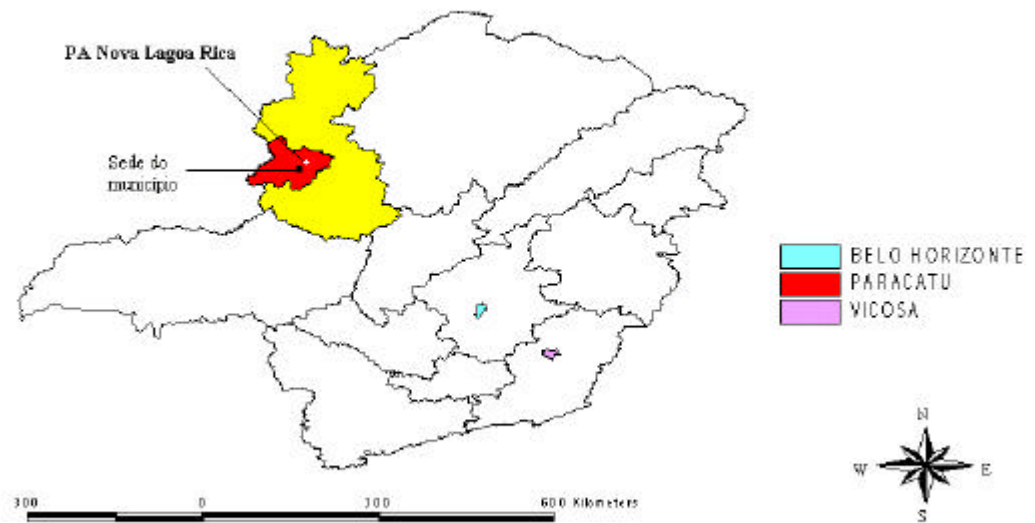 PA Nova Lagoa Rica
Sede do
município
BELO HORIZONTE
PARACATU
VICOSA
N
W E
S
300 0 300 600 Kilometers